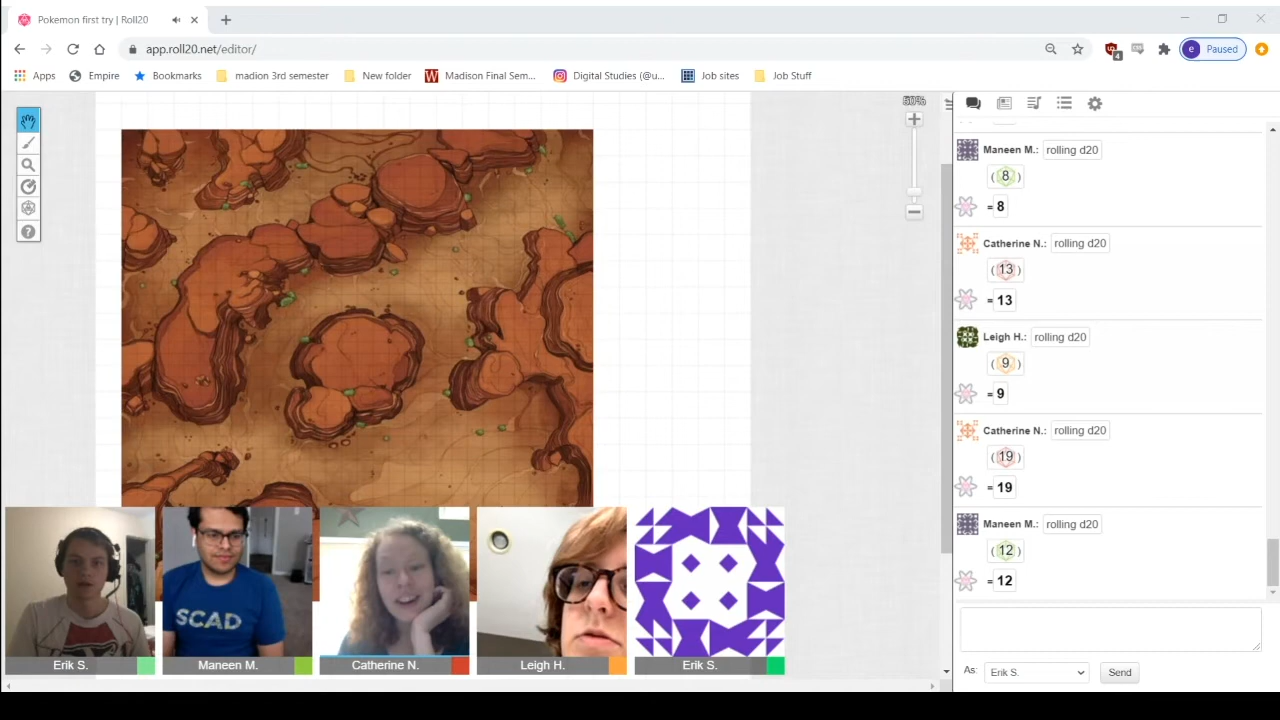 Pokemon first try | Roll20
app.roll20.net/editor/
4
e
Paused
Apps
Empire
Bookmarks
madion 3rd semester
New folder
Madison Final Sem...
Digital Studies (@u...
Job sites
Job Stuff
60%
Maneen M.: rolling d20
(8)
= 8
Catherine N.: rolling d20
(13)
= 13
Leigh H.: rolling d20
(9)
= 9
Catherine N.: rolling d20
(19)
= 19
Maneen M.: rolling d20
(12)
= 12
SCAD
Erik S.
Maneen M.
Catherine N.
Leigh H.
Erik S.
As:
Erik S.
Send